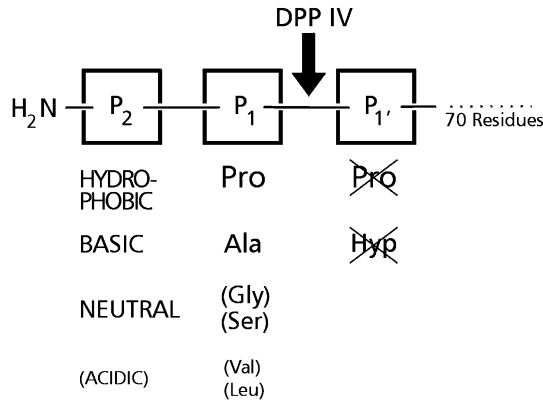 DPP IV
H2N P2 P1 P1' 70 Residues
HYDRO- Pro Pro
PHOBIC
BASIC Ala Hyp
NEUTRAL (Gly)
(Ser)
(ACIDIC) (Val)
(Leu)